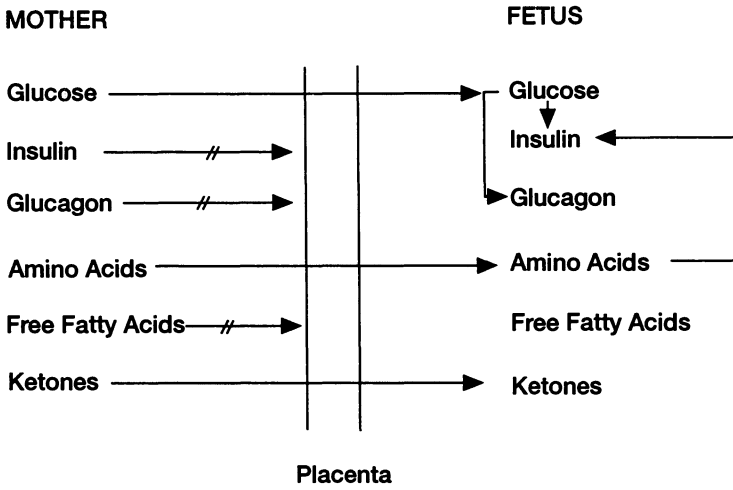 MOTHER
FETUS
Glucose
Glucose
Insulin
Insulin
Glucagon
Glucagon
Amino Acids
Amino Acids
Free Fatty Acids
Free Fatty Acids
Ketones
Ketones
Placenta